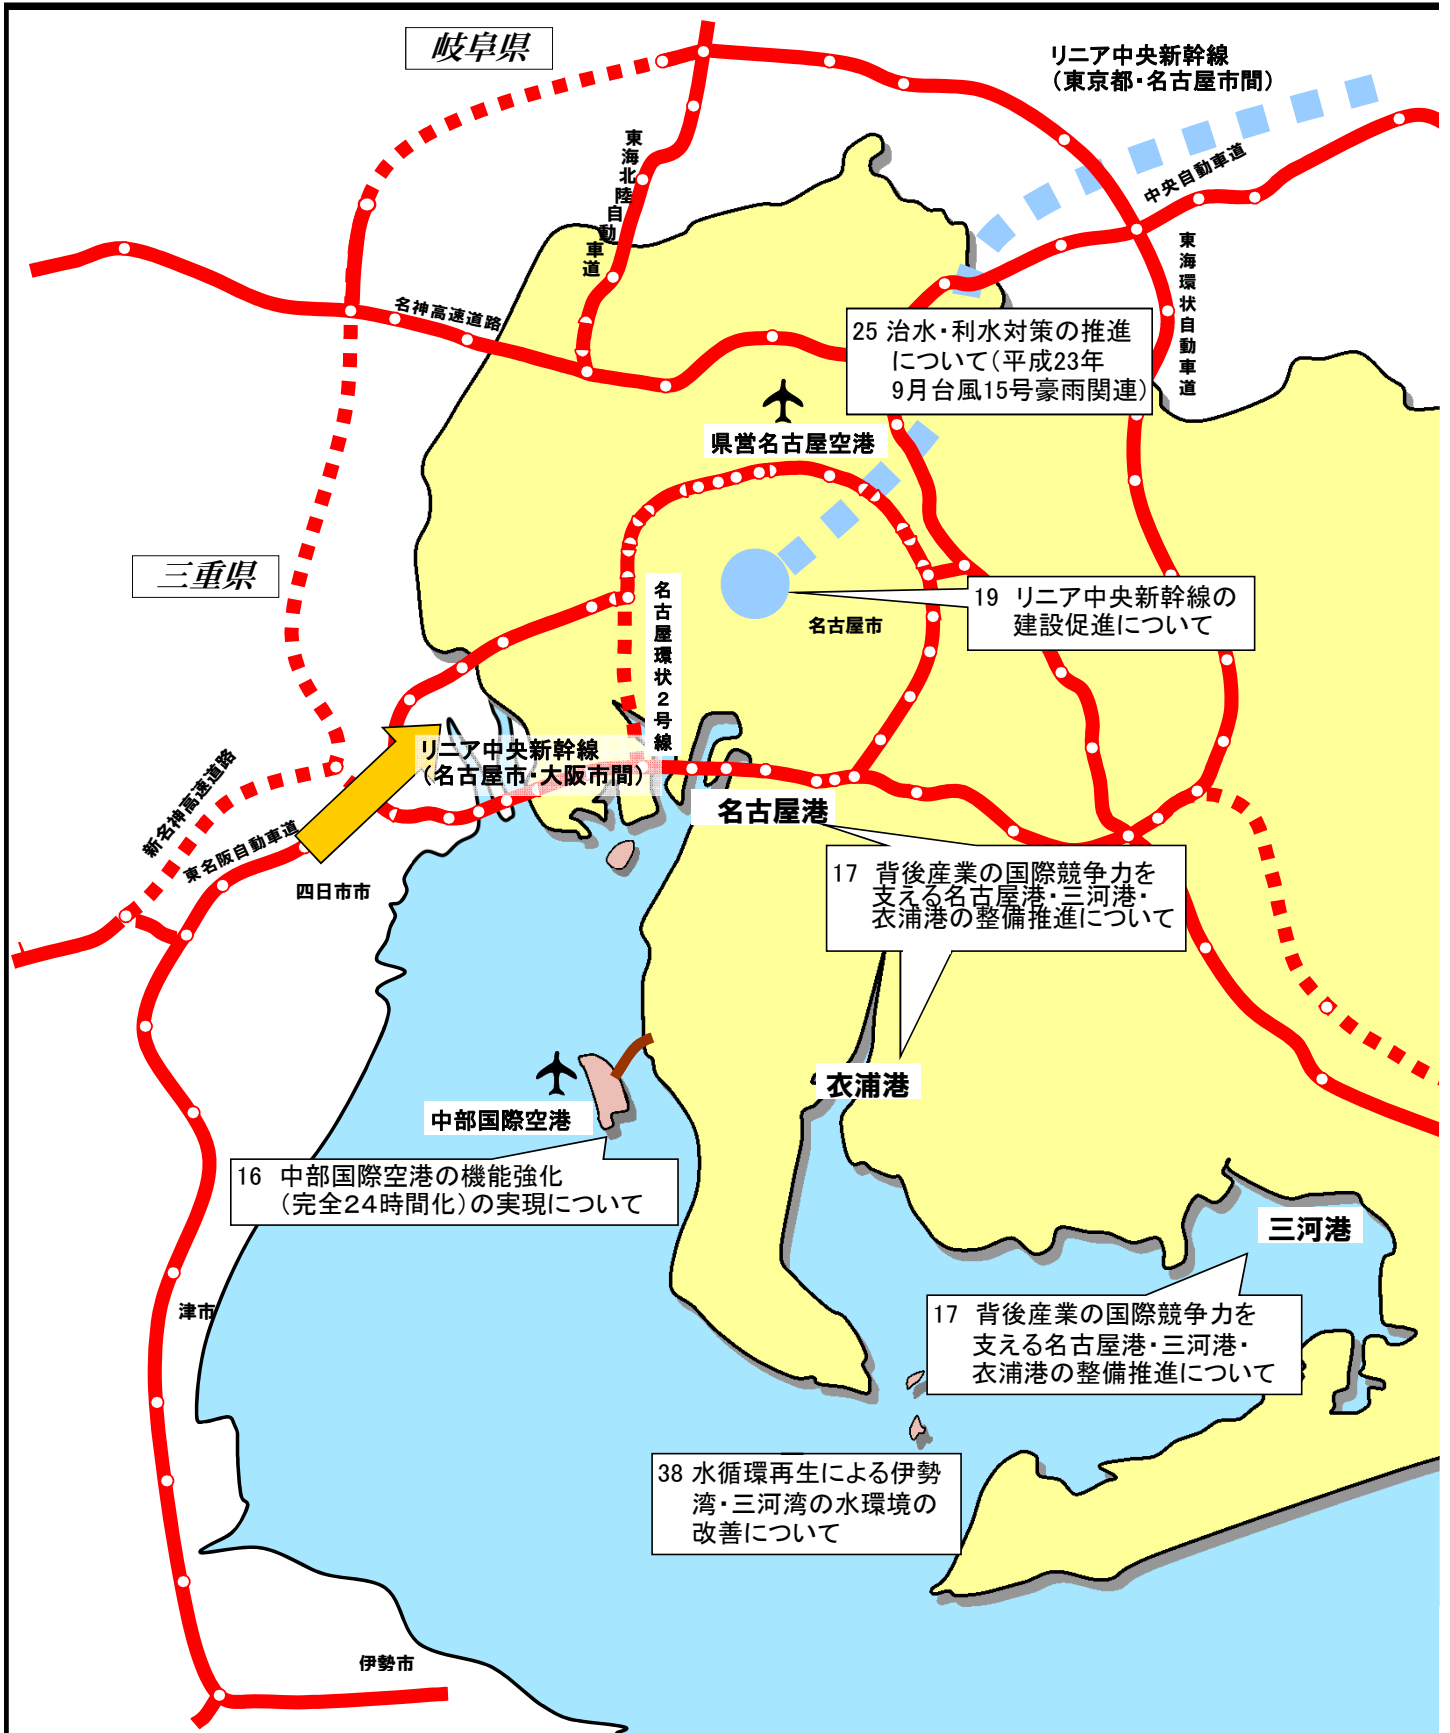 岐阜県
リニア中央新幹線
（東京都・名古屋市間）
東海北陸自動車道
中央自動車道
東海環状自動車道
名神高速道路
25 治水・利水対策の推進
について（平成23年
9月台風15号豪雨関連）
県営名古屋空港
三重県
名古屋環状２号線
19 リニア中央新幹線の
建設促進について
名古屋市
リニア中央新幹線
（名古屋市・大阪市間）
新名神高速道路
東名阪自動車道
四日市市
名古屋港
17 背後産業の国際競争力を
支える名古屋港・三河港・
衣浦港の整備推進について
衣浦港
中部国際空港
16 中部国際空港の機能強化
（完全２４時間化）の実現について
三河港
津市
17 背後産業の国際競争力を
支える名古屋港・三河港・
衣浦港の整備推進について
38 水循環再生による伊勢
湾・三河湾の水環境の
改善について
伊勢市